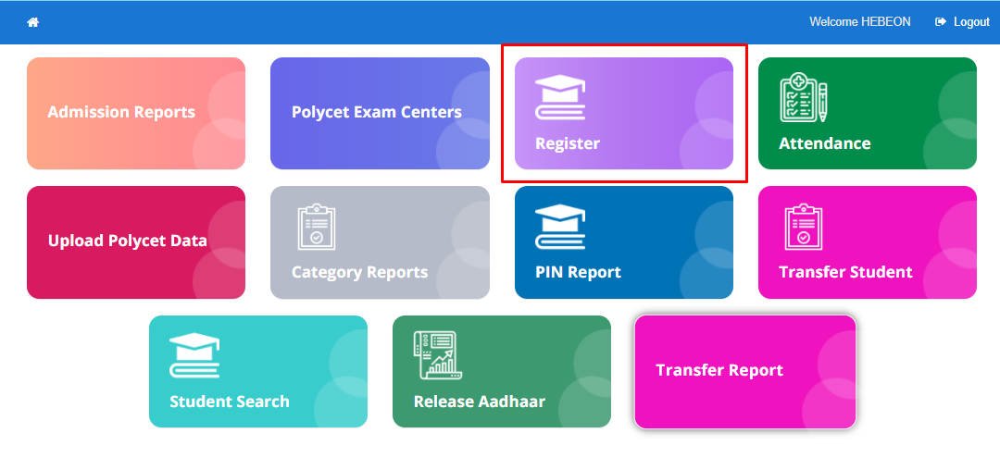 Welcome HEBEON Logout
Admission Reports
Polycet Exam Centers
Register
Attendance
Upload Polycet Data
Category Reports
PIN Report
Transfer Student
Student Search
Release Aadhaar
Transfer Report